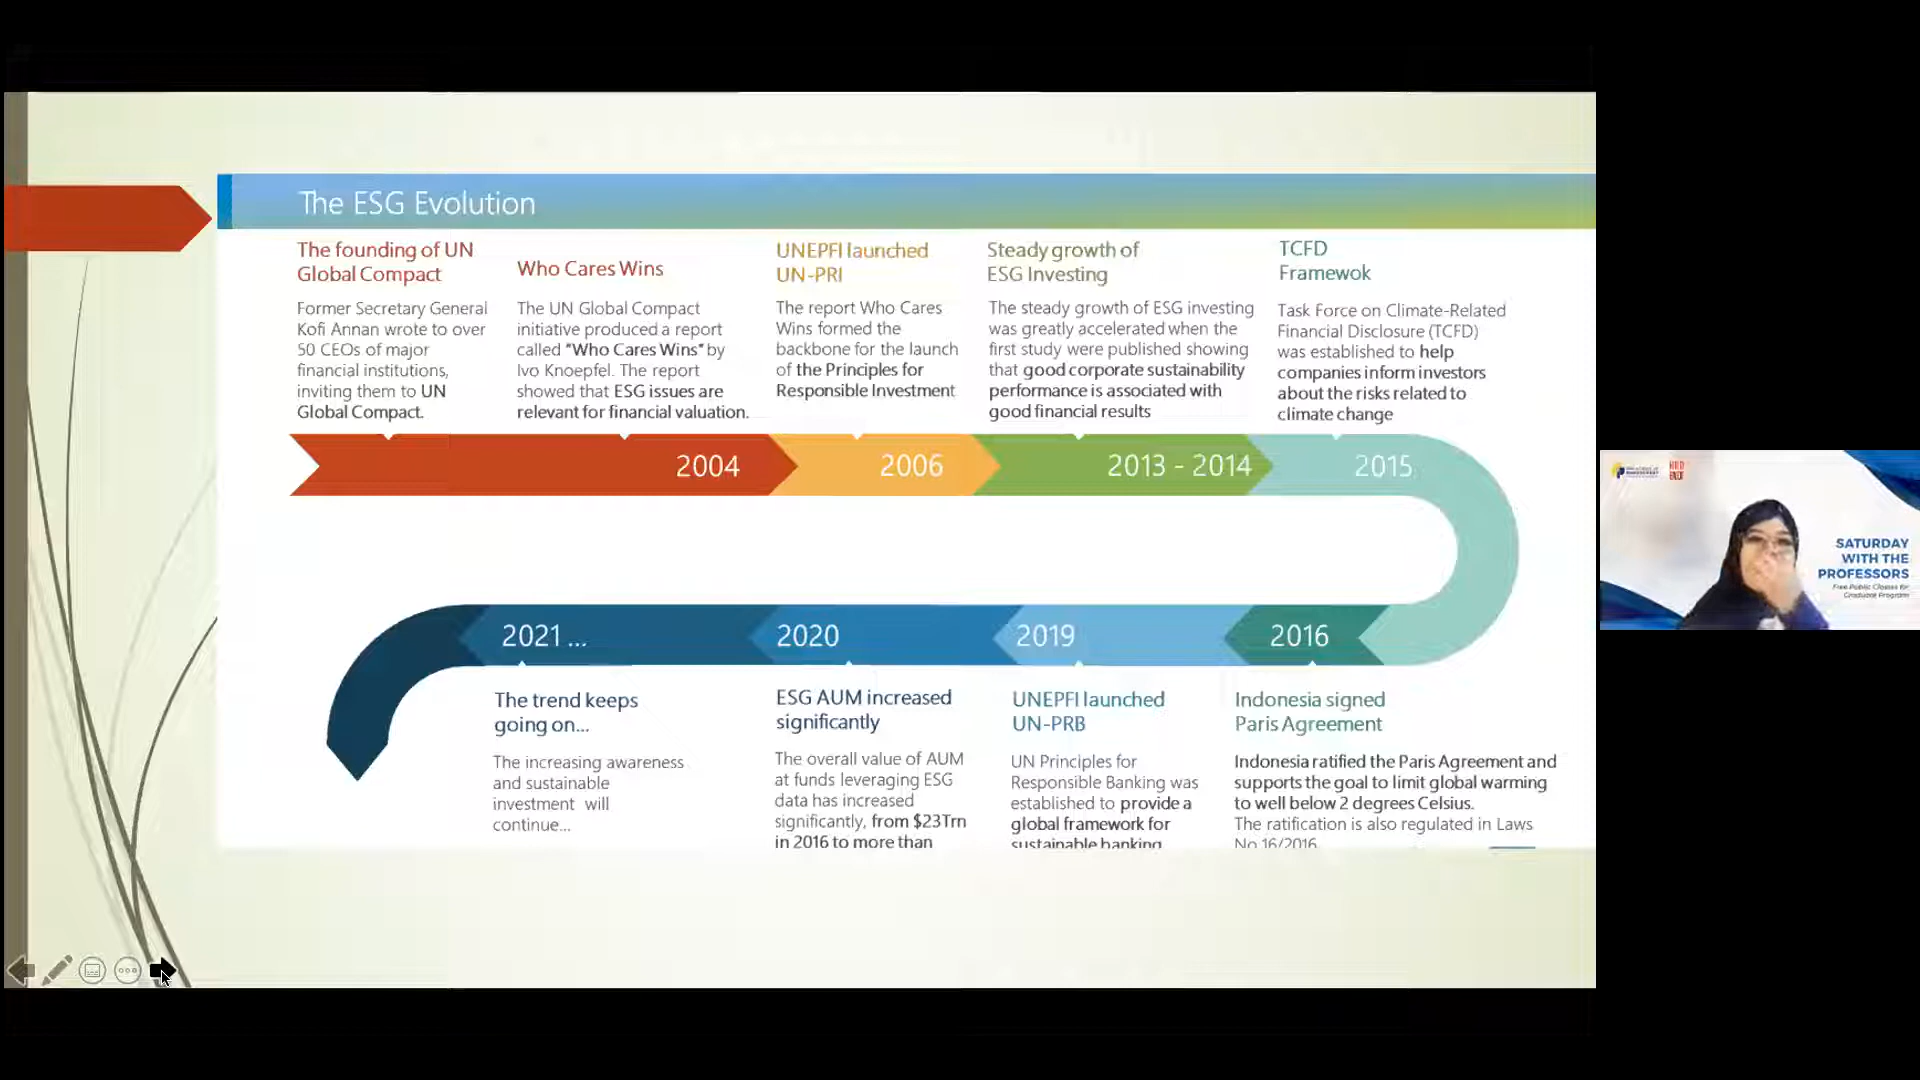 The ESG Evolution
The founding of UN
Global Compact
Former Secretary General
Kofi Annan wrote to over
50 CEOs of major
financial institutions,
inviting them to UN
Global Compact.
Who Cares Wins
The UN Global Compact
initiative produced a report
called "Who Cares Wins" by
Ivo Knoepfel. The report
showed that ESG issues are
relevant for financial valuation.
UNEPFI launched
UN-PRI
The report Who Cares
Wins formed the
backbone for the launch
of the Principles for
Responsible Investment
Steady growth of
ESG Investing
The steady growth of ESG investing
was greatly accelerated when the
first study were published showing
that good corporate sustainability
performance is associated with
good financial results
TCFD
Framewok
Task Force on Climate-Related
Financial Disclosure (TCFD)
was established to help
companies inform investors
about the risks related to
climate change
2004
2006
2013 - 2014
2015
2021 ...
2020
2019
2016
The trend keeps
going on...
The increasing awareness
and sustainable
investment will
continue...
ESG AUM increased
significantly
The overall value of AUM
at funds leveraging ESG
data has increased
significantly, from $23Trn
in 2016 to more than
UNEPFI launched
UN-PRB
UN Principles for
Responsible Banking was
established to provide a
global framework for
sustainable banking
Indonesia signed
Paris Agreement
Indonesia ratified the Paris Agreement and
supports the goal to limit global warming
to well below 2 degrees Celsius.
The ratification is also regulated in Laws
No 16/2016
SATURDAY
WITH THE
PROFESSORS
Free Public Classes for
Graduate Program